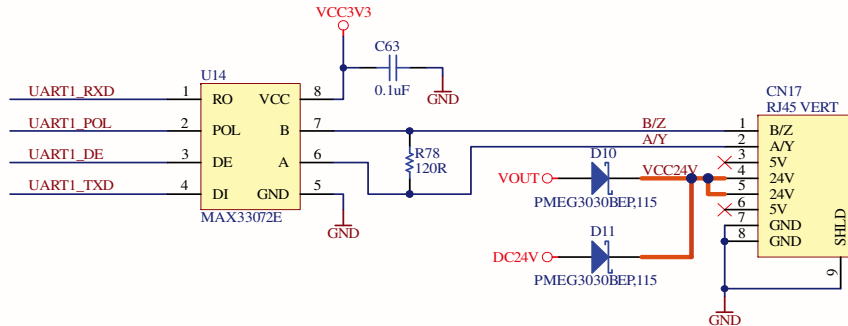 VCC3V3
C63
0.1uF
GND
U14
UART1_RXD 1 RO VCC 8
UART1_POL 2 POL B 7
UART1_DE 3 DE A 6
UART1_TXD 4 DI GND 5
MAX33072E
GND
R78
120R
B/Z
A/Y
CN17
RJ45 VERT
1 B/Z
2 A/Y
3 5V
4 24V
5 24V
6 5V
7 GND
8 GND
SHLD
9
D10
VOUT
VCC24V
PMEG3030BEP,115
D11
DC24V
PMEG3030BEP,115
GND